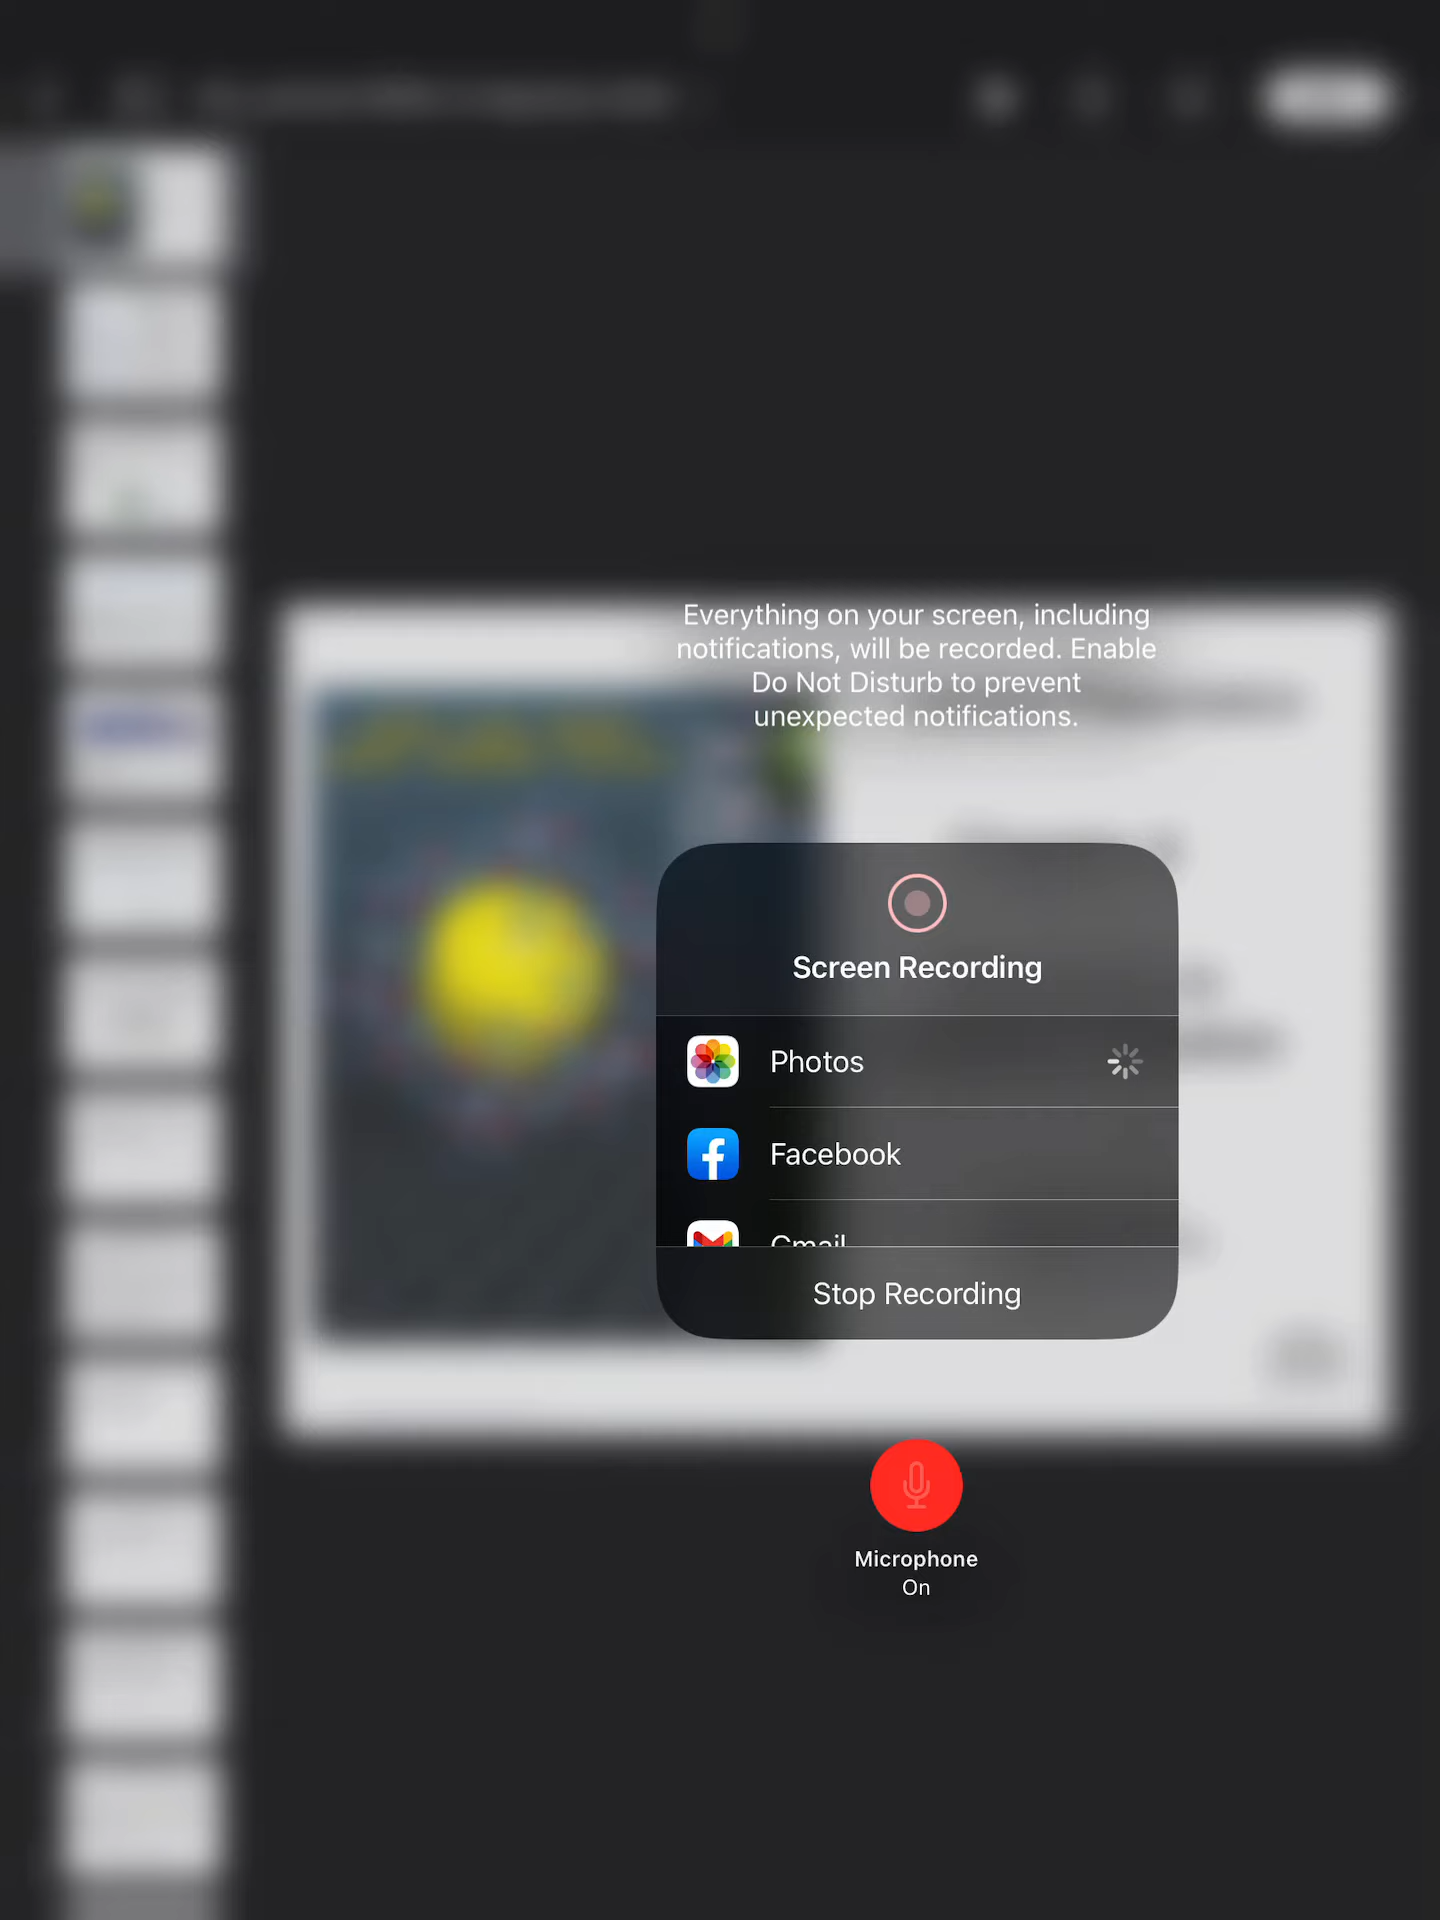 Everything on your screen, including
notifications, will be recorded. Enable
Do Not Disturb to prevent
unexpected notifications.
Screen Recording
Photos
Facebook
Gmail
Stop Recording
Microphone
On